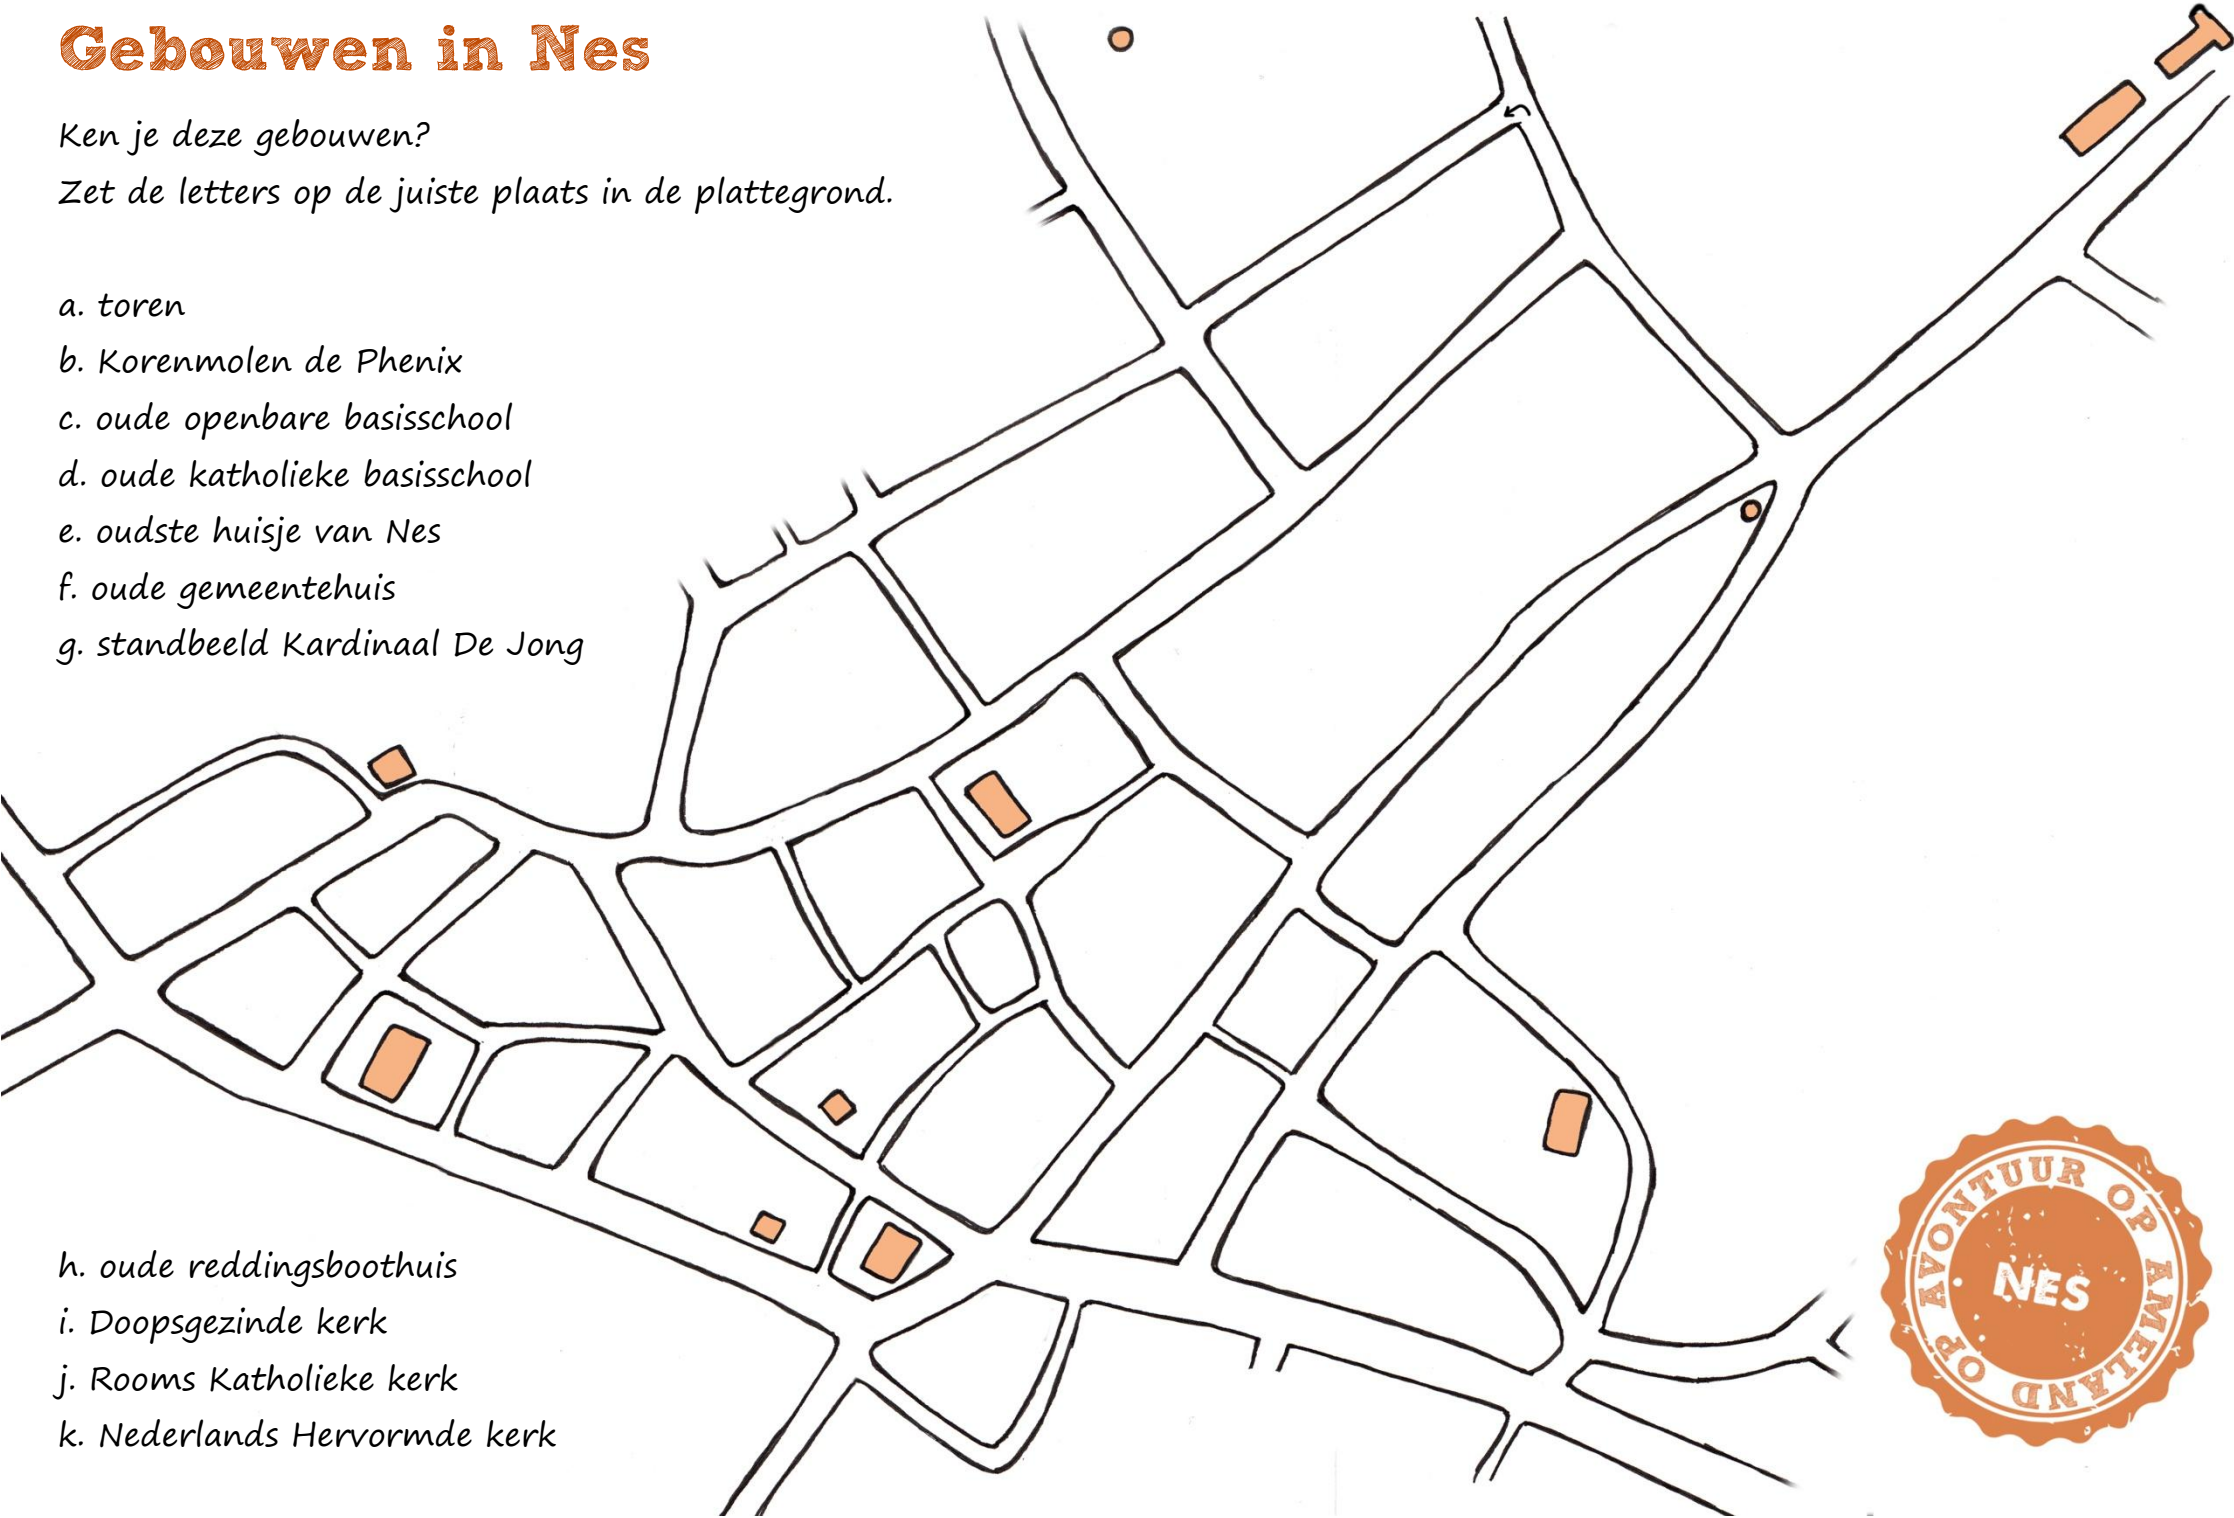 Gebouwen in Nes
Ken je deze gebouwen?
Zet de letters op de juiste plaats in de plattegrond.
a. toren
b. Korenmolen de Phenix
c. oude openbare basisschool
d. oude katholieke basisschool
e. oudste huisje van Nes
f. oude gemeentehuis
g. standbeeld Kardinaal De Jong
h. oude reddingsboothuis
i. Doopsgezinde kerk
j. Rooms Katholieke kerk
k. Nederlands Hervormde kerk
AVONTUUR OP AMELAND OP
NES